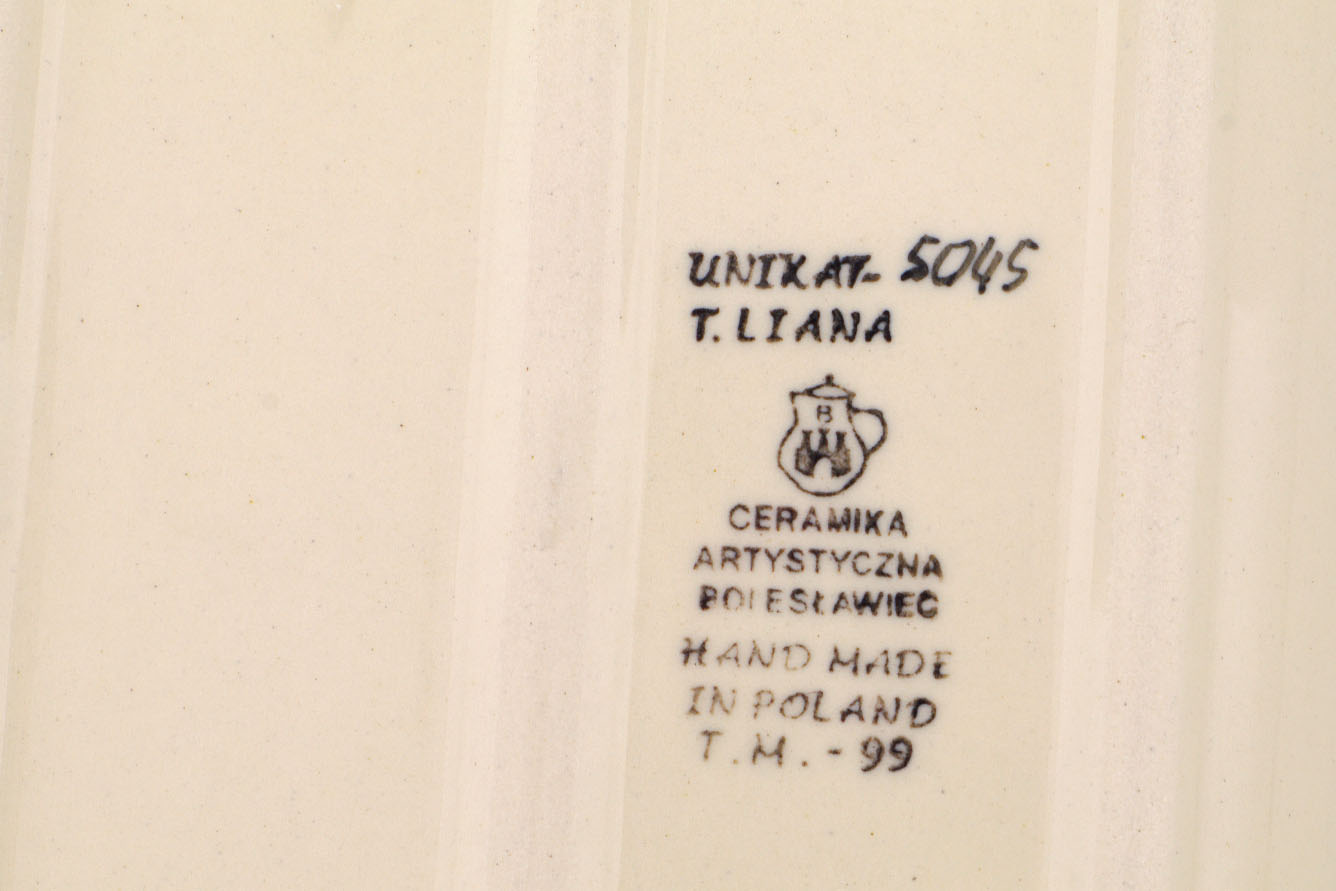 UNIKAT- 5045
T. LIANA
B
CERAMIKA
ARTYSTYCZNA
BOLESŁAWIEC
HAND MADE
IN POLAND
T.M. - 99